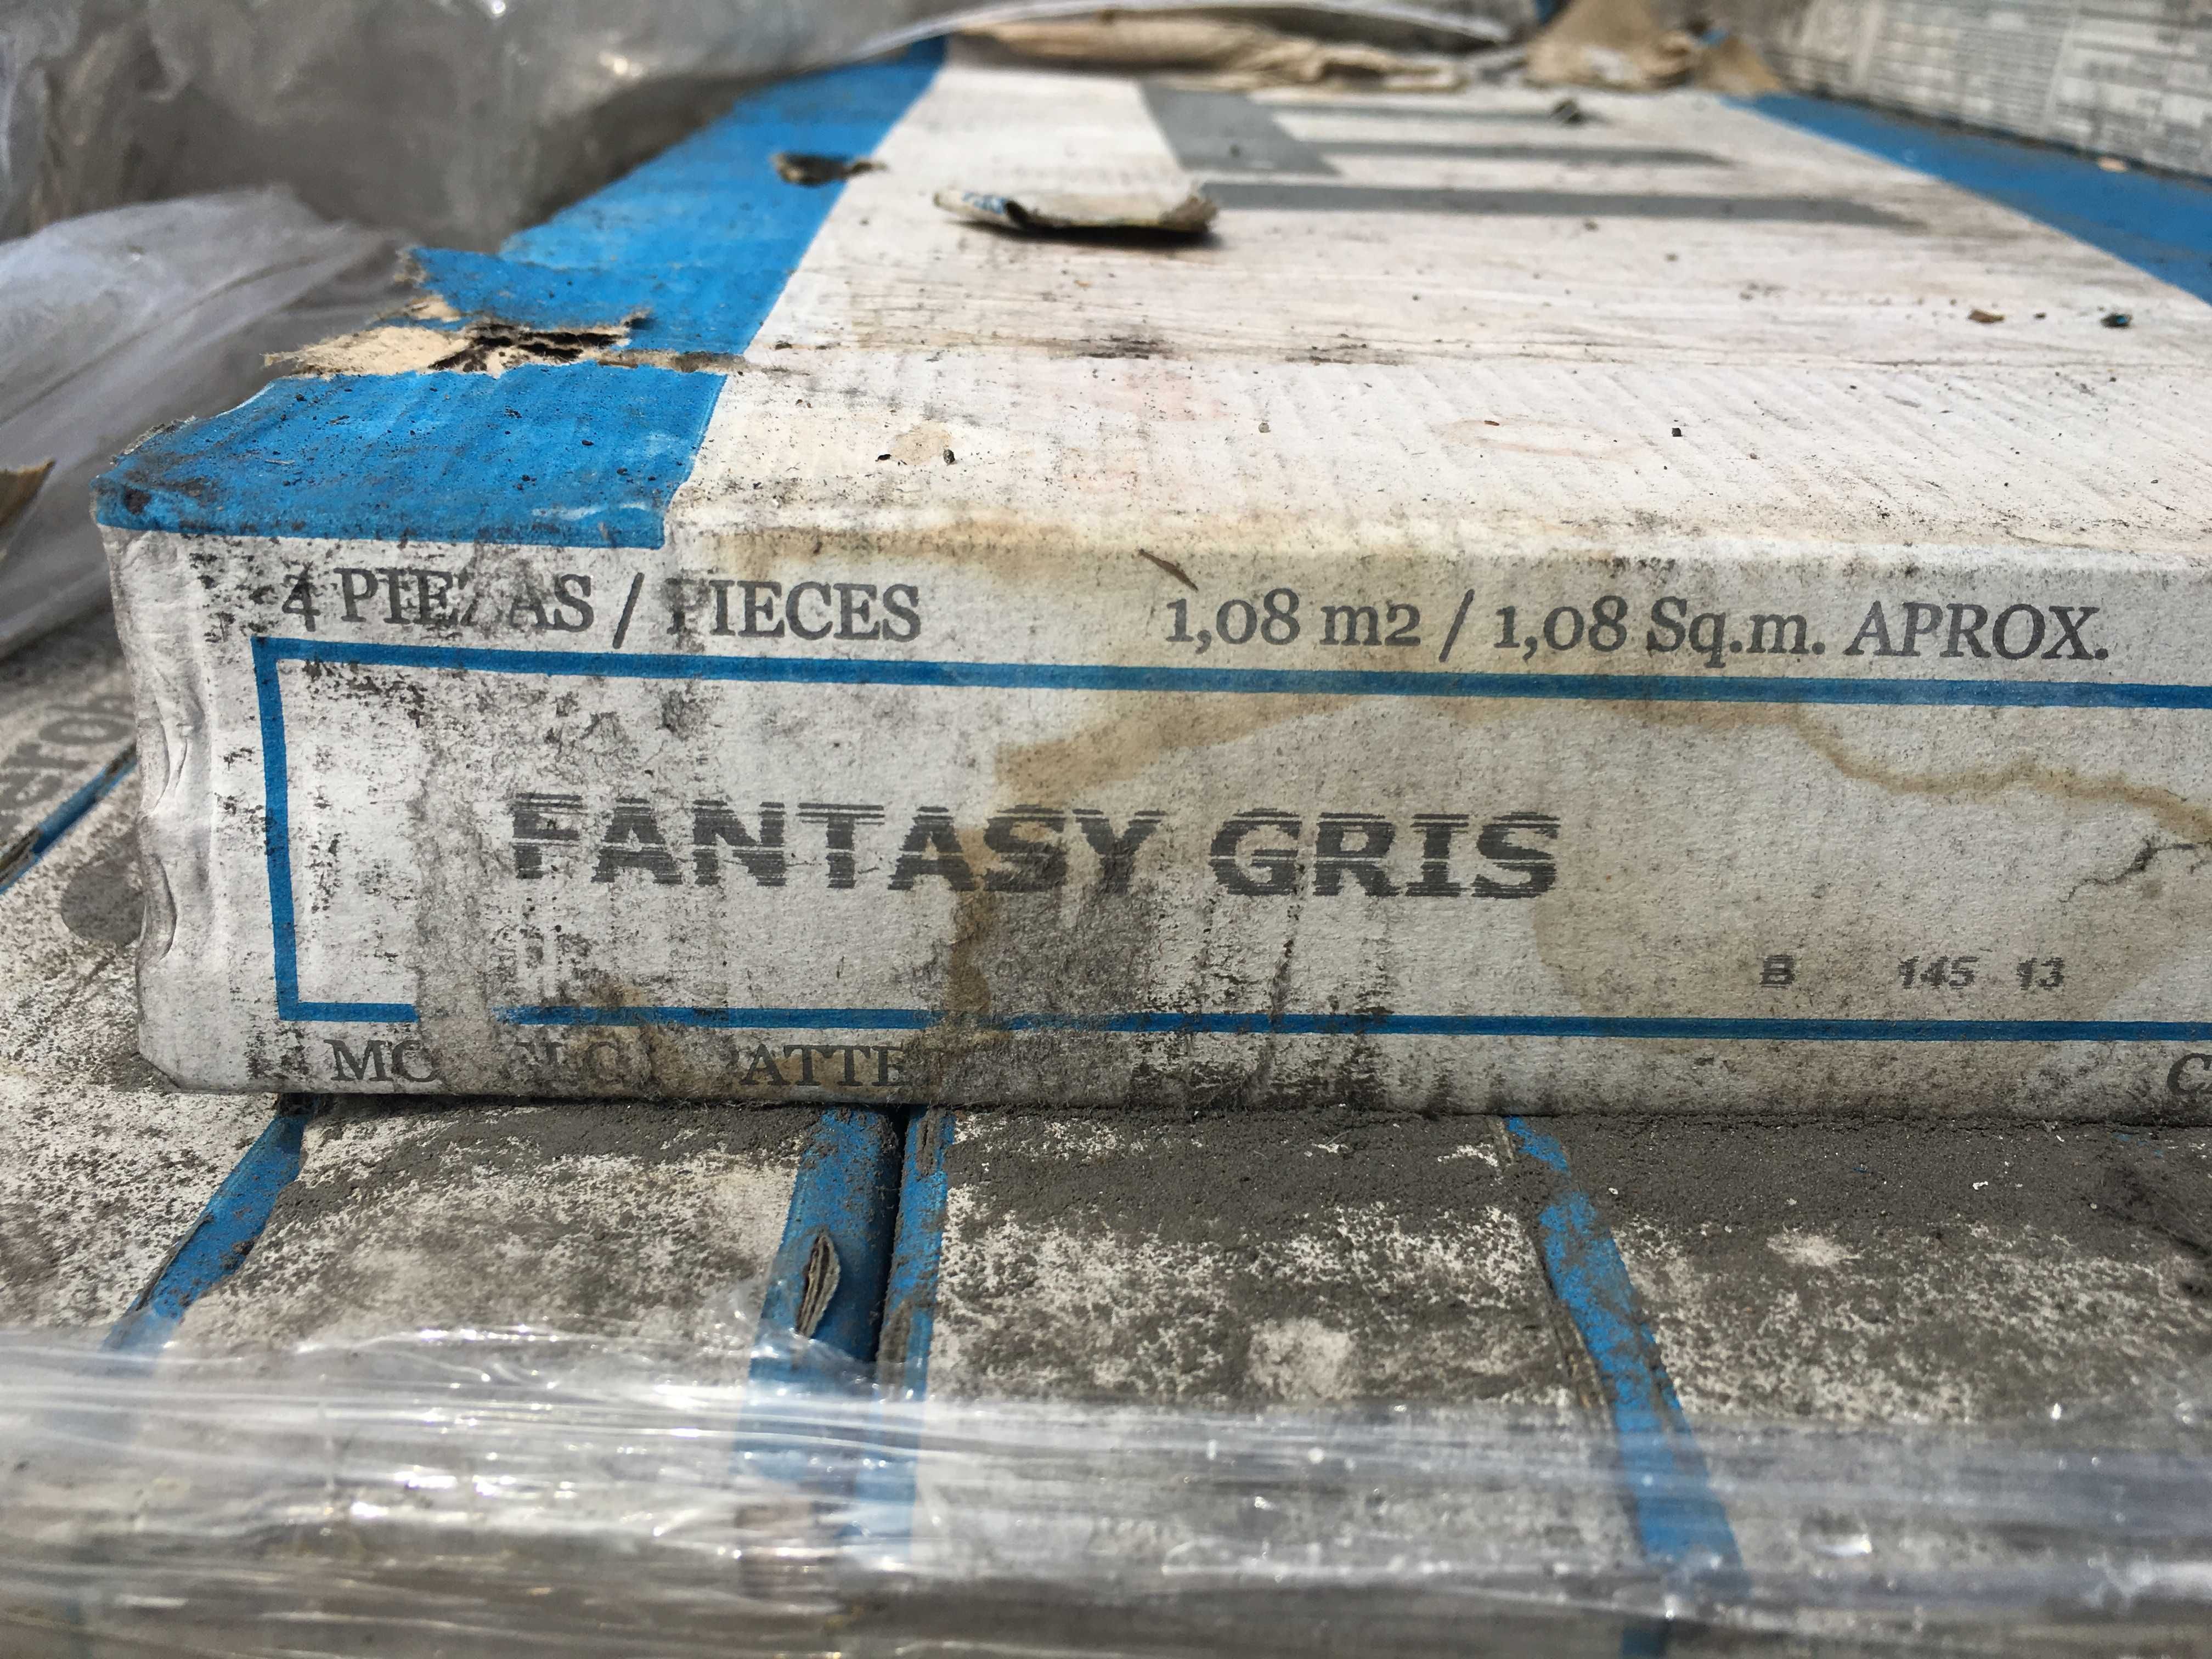 4 PIEZAS / PIECES 1,08 m2 / 1,08 Sq.m. APROX.
FANTASY GRIS
B 145 13